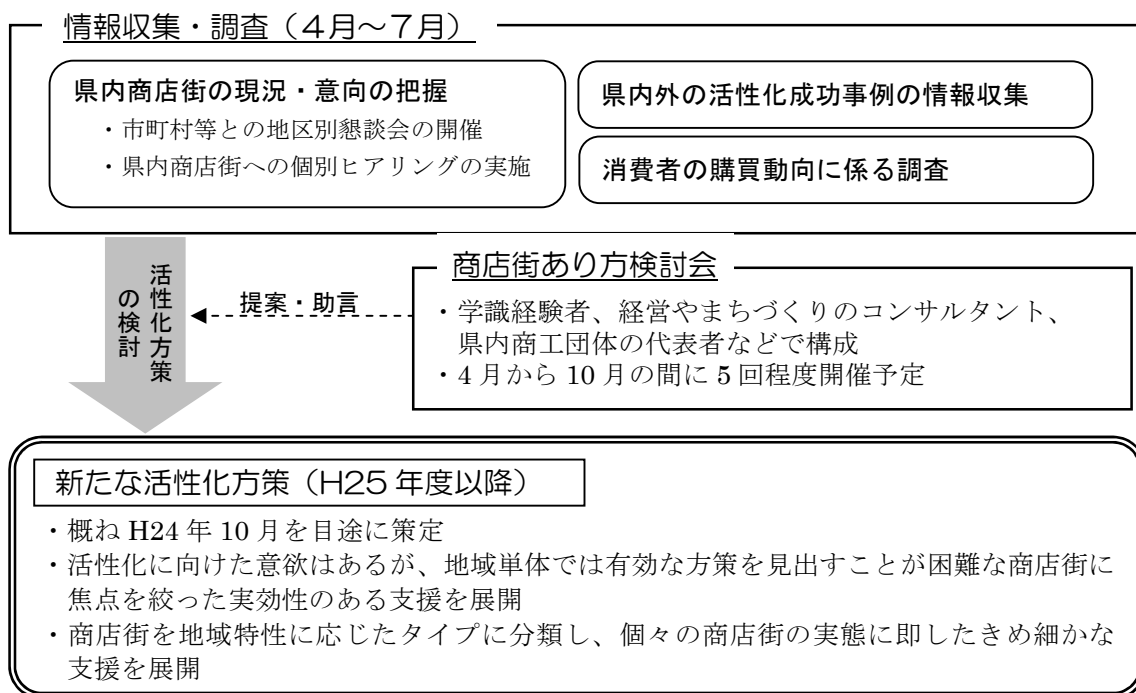 情報収集・調査（４月～７月）
県内商店街の現況・意向の把握
・市町村等との地区別懇談会の開催
・県内商店街への個別ヒアリングの実施
県内外の活性化成功事例の情報収集
消費者の購買動向に係る調査
活性化方策
の検討
提案・助言
商店街あり方検討会
・学識経験者、経営やまちづくりのコンサルタント、
県内商工団体の代表者などで構成
・4月から10月の間に5回程度開催予定
新たな活性化方策（H25年度以降）
・概ねH24年10月を目途に策定
・活性化に向けた意欲はあるが、地域単体では有効な方策を見出すことが困難な商店街に
焦点を絞った実効性のある支援を展開
・商店街を地域特性に応じたタイプに分類し、個々の商店街の実態に即したきめ細かな
支援を展開